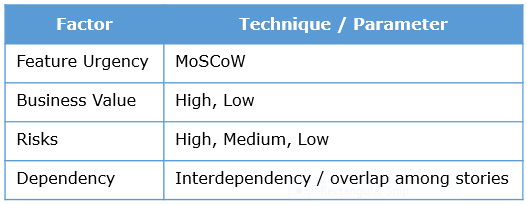 Factor Technique / Parameter
Feature Urgency MoSCoW
Business Value High, Low
Risks High, Medium, Low
Dependency Interdependency / overlap among stories